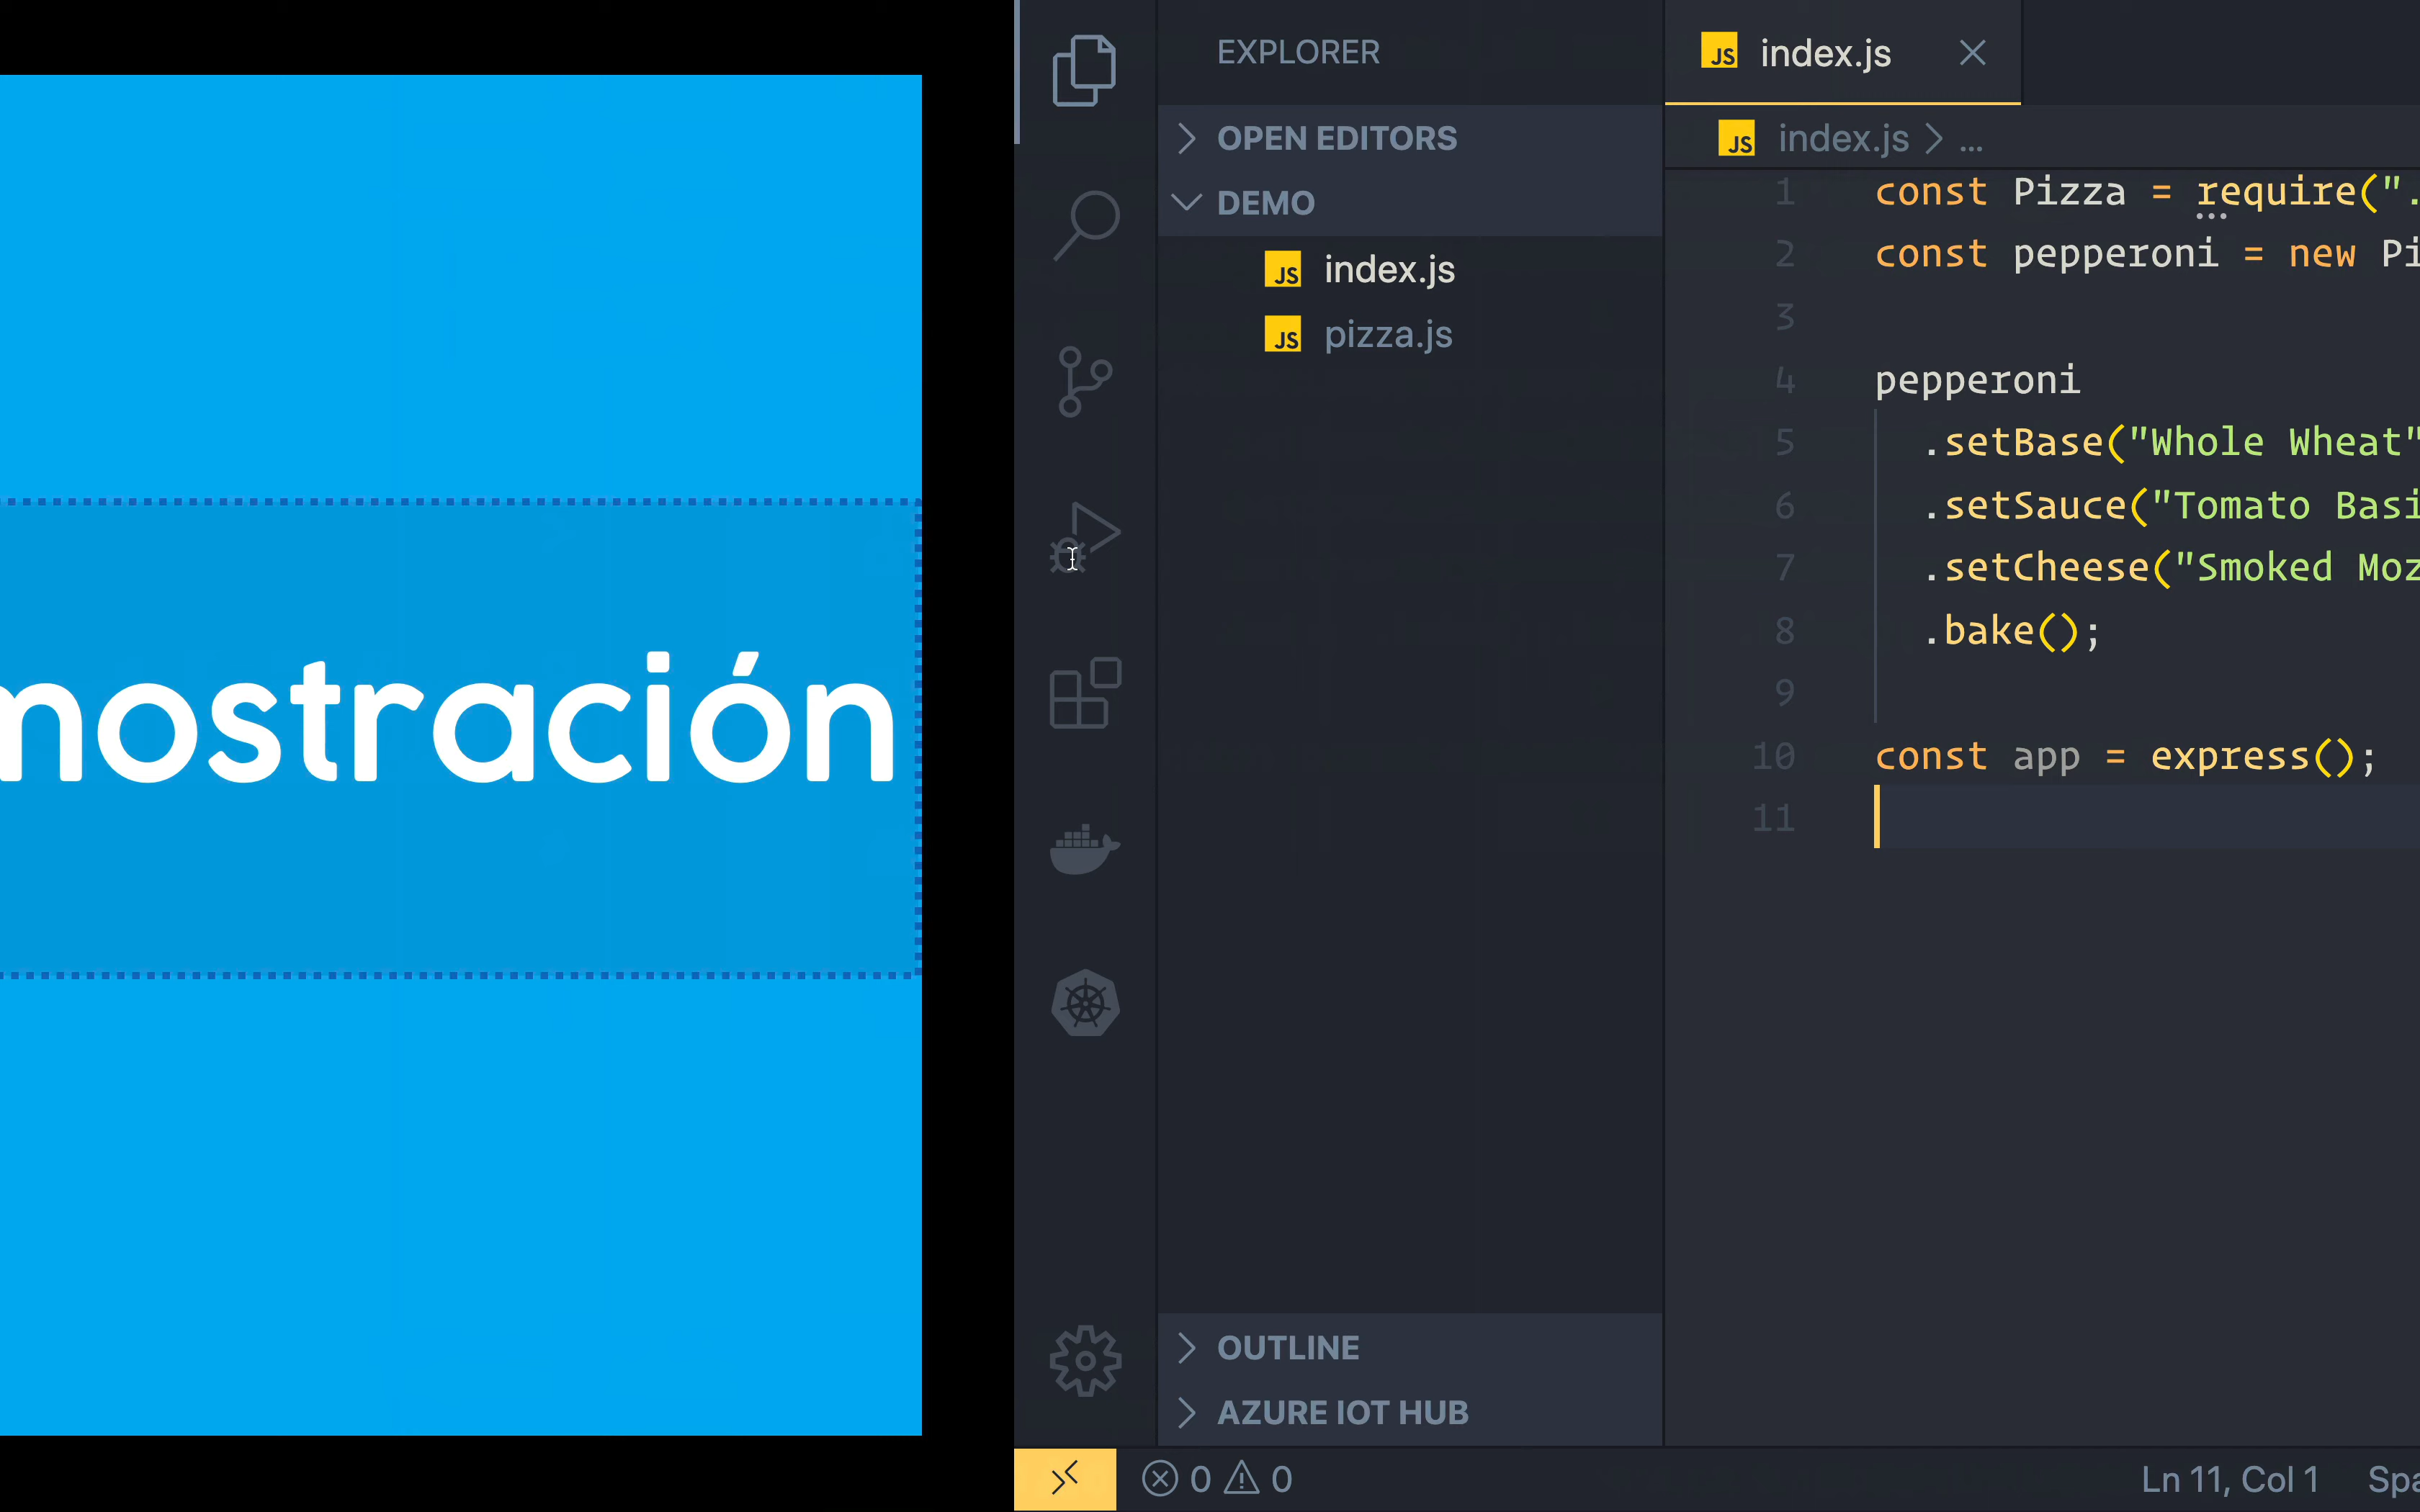 mostración
EXPLORER
OPEN EDITORS
DEMO
JS index.js
JS pizza.js
OUTLINE
AZURE IOT HUB
JS index.js
JS index.js > ...
1 const Pizza = require(".
2 const pepperoni = new Pi
3
4 pepperoni
5 .setBase("Whole Wheat"
6 .setSauce("Tomato Basi
7 .setCheese("Smoked Moz
8 .bake();
9
10 const app = express();
11
0 0
Ln 11, Col 1 Spa